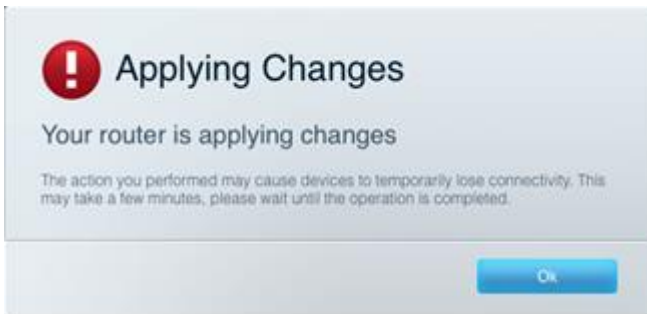 Applying Changes
Your router is applying changes
The action you performed may cause devices to temporarily lose connectivity. This
may take a few minutes, please wait until the operation is completed.
Ok